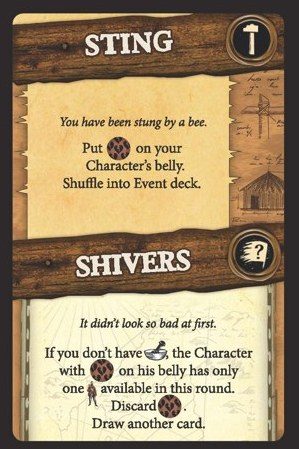 STING
You have been stung by a bee.
Put on your
Character's belly.
Shuffle into Event deck.
?
SHIVERS
It didn't look so bad at first.
If you don't have , the Character
with on his belly has only
one available in this round.
Discard .
Draw another card.